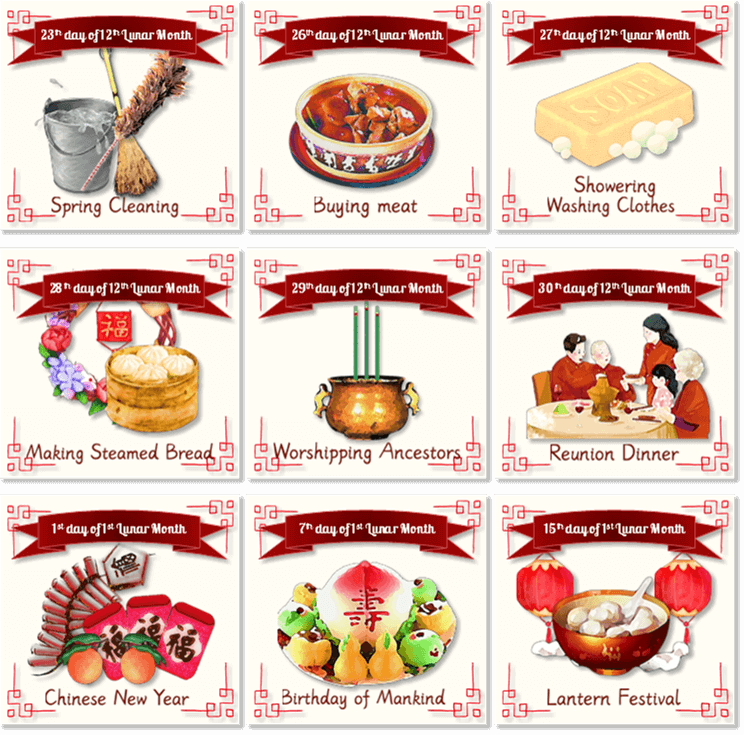 23th day of 12th Lunar Month
Spring Cleaning
26th day of 12th Lunar Month
Buying meat
27th day of 12th Lunar Month
SOAP
Showering
Washing Clothes
28th day of 12th Lunar Month
福
Making Steamed Bread
29th day of 12th Lunar Month
Worshipping Ancestors
30th day of 12th Lunar Month
Reunion Dinner
1st day of 1st Lunar Month
福
福 福 福
Chinese New Year
7th day of 1st Lunar Month
壽
Birthday of Mankind
15th day of 1st Lunar Month
Lantern Festival